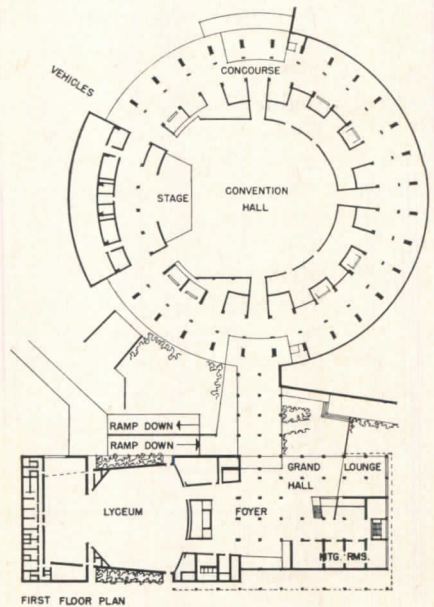 VEHICLES
CONCOURSE
STAGE
CONVENTION
HALL
RAMP DOWN
RAMP DOWN
GRAND
HALL
LOUNGE
LYCEUM
FOYER
MTG. RMS.
FIRST FLOOR PLAN